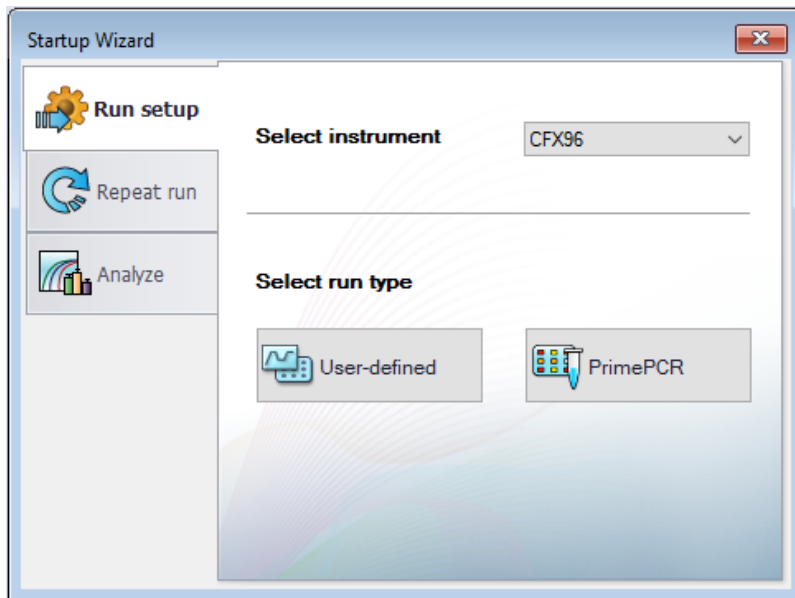 Startup Wizard
Run setup
Repeat run
Analyze
Select instrument
CFX96
Select run type
User-defined
PrimePCR